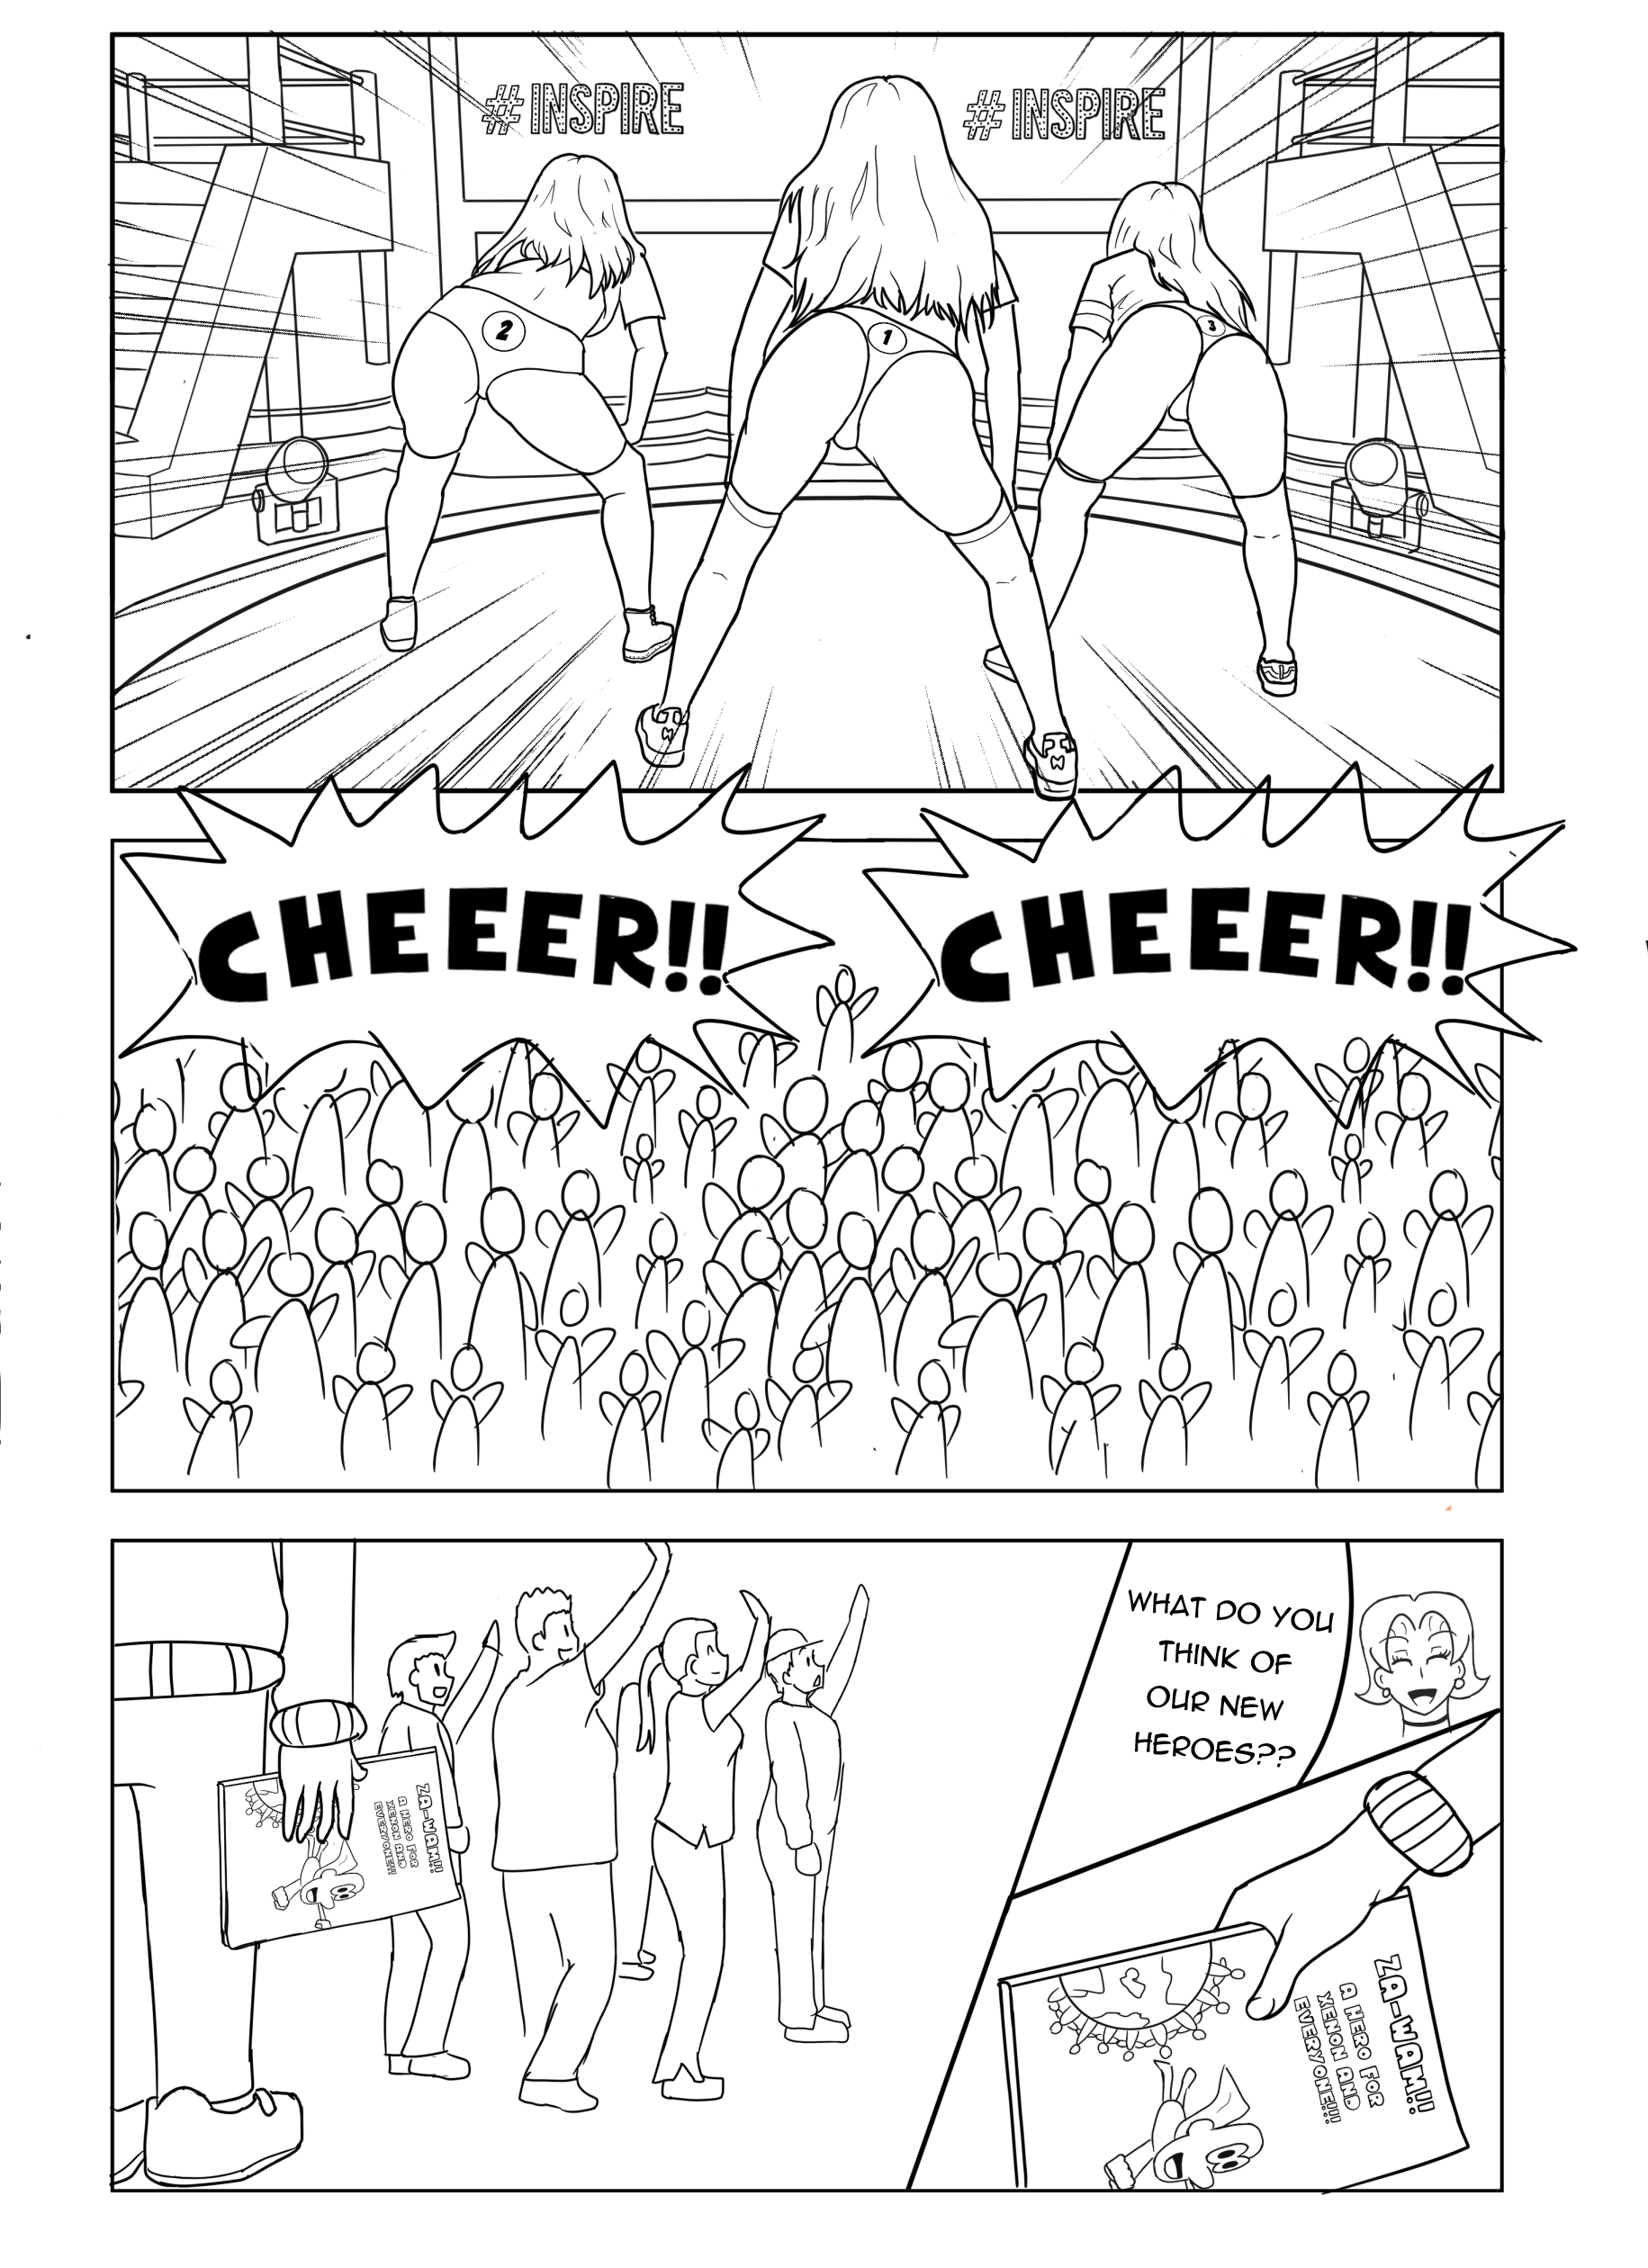 #INSPIRE
#INSPIRE
2
1
3
CHEEER!!
CHEEER!!
WHAT DO YOU
THINK OF
OUR NEW
HEROES??
ZA-WAM!!
A HERO FOR
XENON AND
EVERYONE!!!
ZA-WAM!!
A HERO FOR
XENON AND
EVERYONE!!!